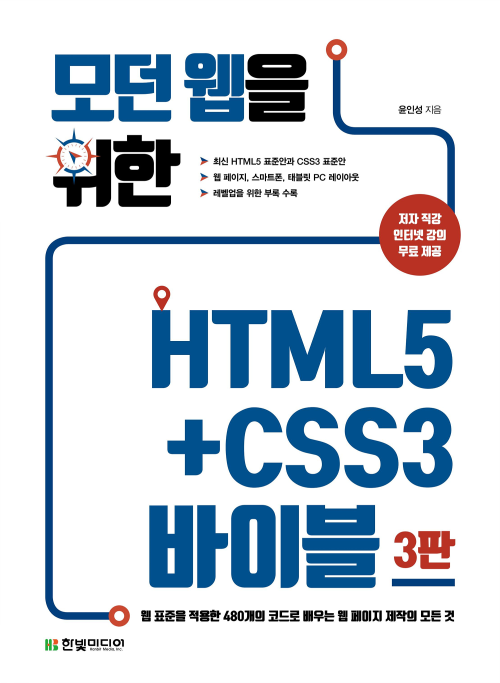 모던 웹을
위한
윤인성 지음
최신 HTML5 표준안과 CSS3 표준안
웹 페이지, 스마트폰, 태블릿 PC 레이아웃
레벨업을 위한 부록 수록
저자 직강
인터넷 강의
무료 제공
HTML5
+CSS3
바이블 3판
웹 표준을 적용한 480개의 코드로 배우는 웹 페이지 제작의 모든 것
HB 한빛미디어
Hanbit Media, Inc.